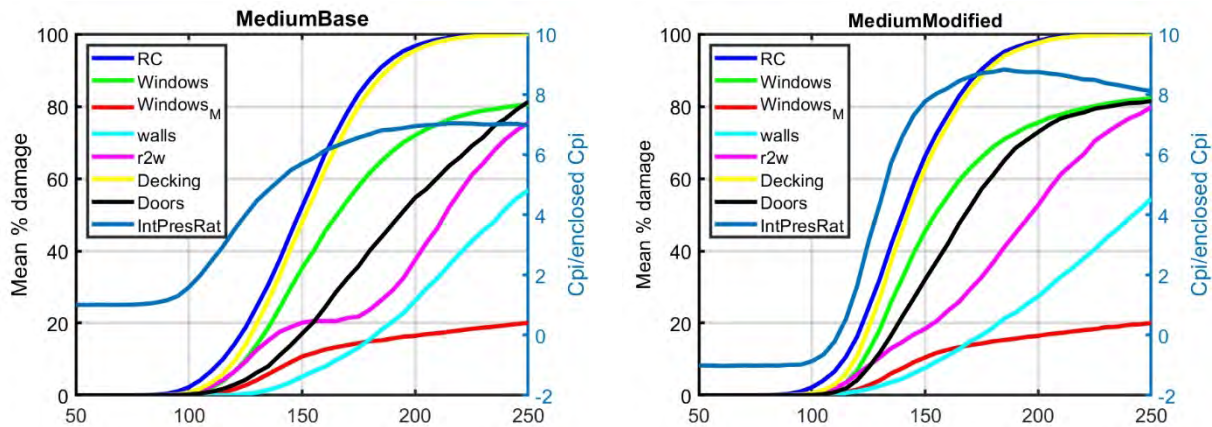 MediumBase
Mean % damage
100
80
60
40
20
0
RC
Windows
Windows_M
walls
r2w
Decking
Doors
IntPresRat
10
8
6
4
2
0
-2
Cpi/enclosed Cpi
50 100 150 200 250
MediumModified
Mean % damage
100
80
60
40
20
0
RC
Windows
Windows_M
walls
r2w
Decking
Doors
IntPresRat
10
8
6
4
2
0
-2
Cpi/enclosed Cpi
50 100 150 200 250